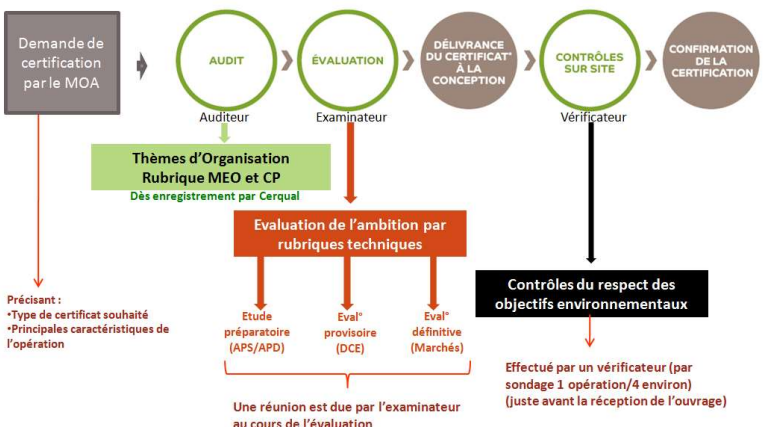 Demande de
certification
par le MOA
AUDIT
ÉVALUATION
DÉLIVRANCE
DU CERTIFICAT*
À LA
CONCEPTION
CONTRÔLES
SUR SITE
CONFIRMATION
DE LA
CERTIFICATION
Auditeur
Examinateur
Vérificateur
Thèmes d’Organisation
Rubrique MEO et CP
Dès enregistrement par Cerqual
Evaluation de l’ambition par
rubriques techniques
Contrôles du respect des
objectifs environnementaux
Précisant :
•Type de certificat souhaité
•Principales caractéristiques de
l’opération
Etude
préparatoire
(APS/APD)
Eval°
provisoire
(DCE)
Eval°
définitive
(Marchés)
Effectué par un vérificateur (par
sondage 1 opération/4 environ)
(juste avant la réception de l’ouvrage)
Une réunion est due par l’examinateur
au cours de l’évaluation